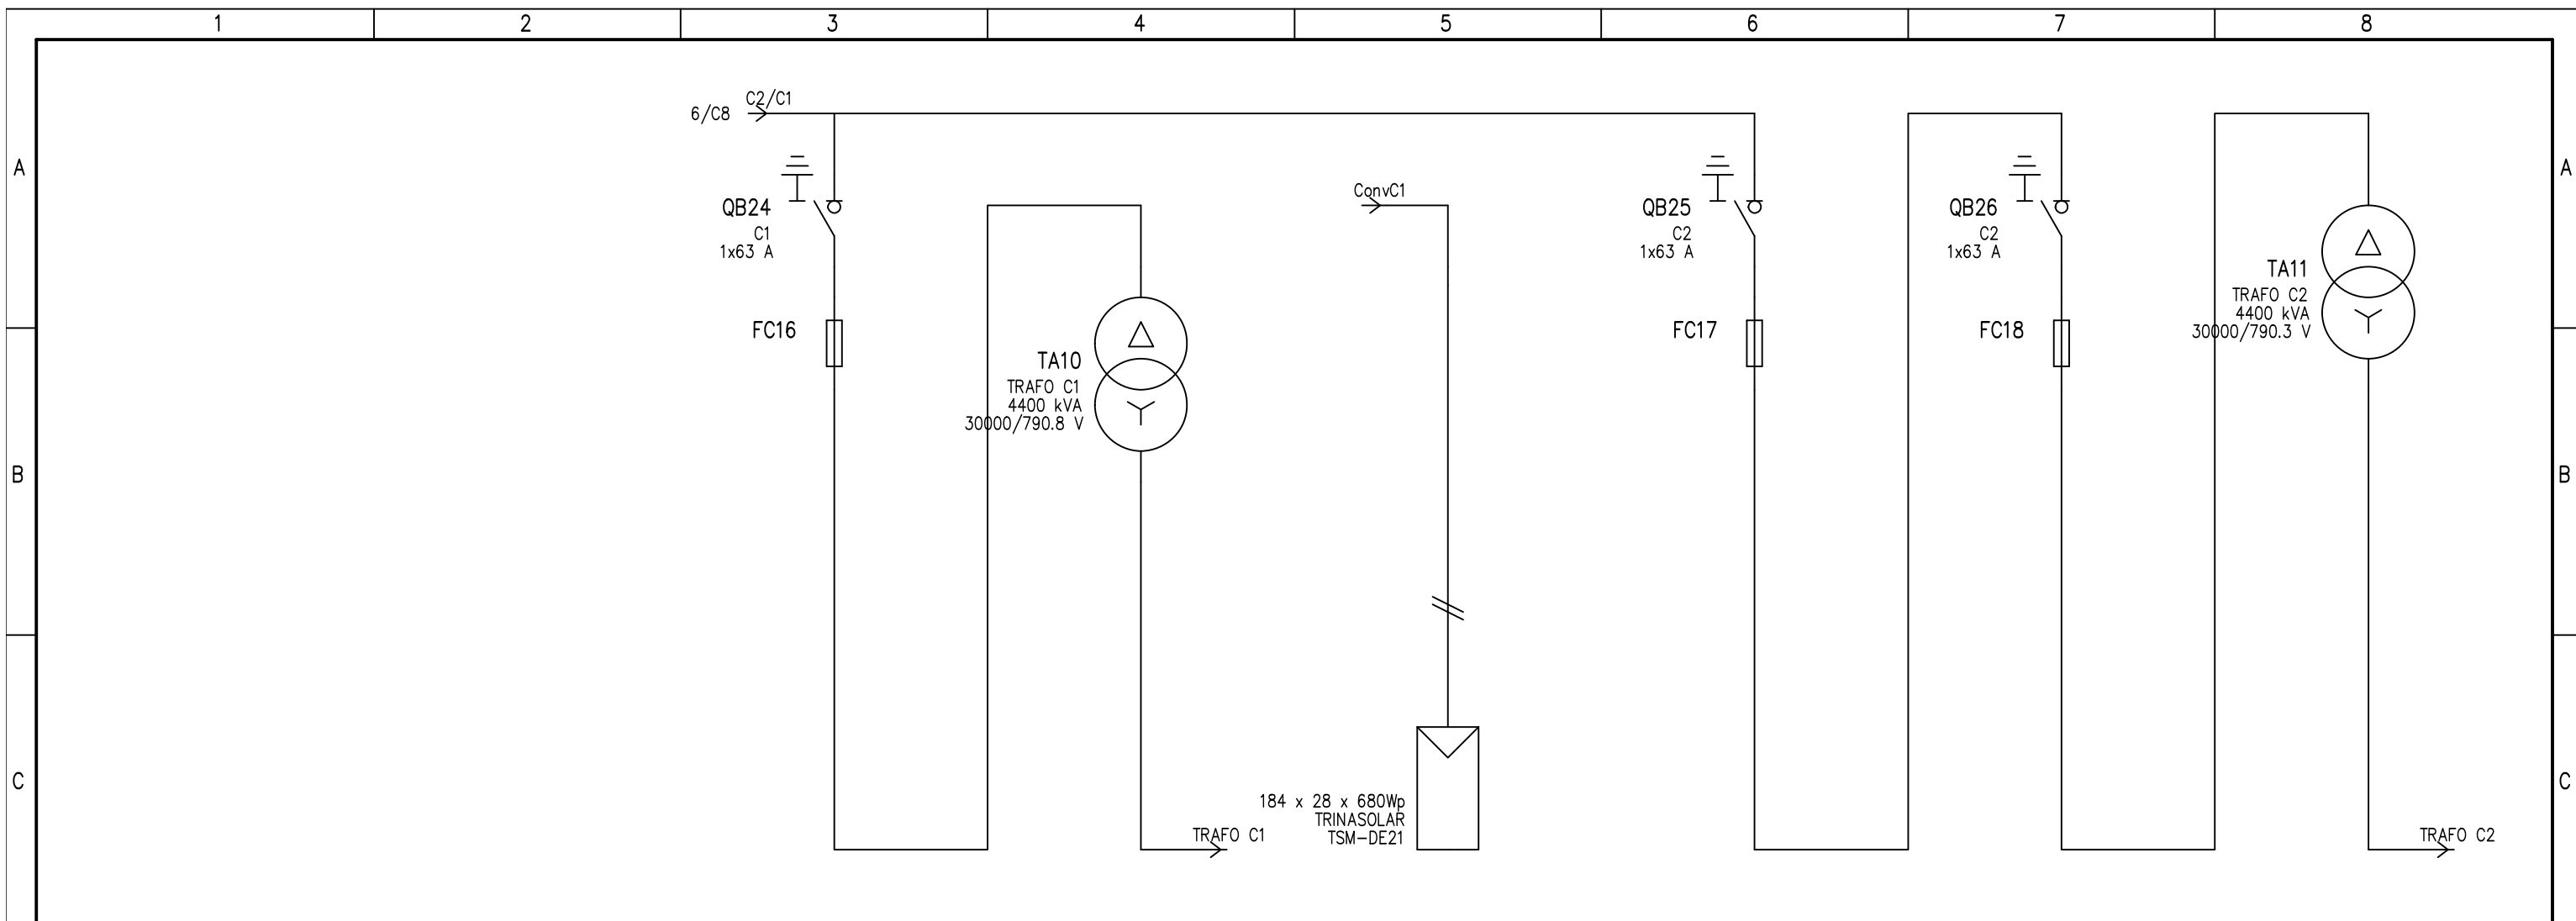 1 2 3 4 5 6 7 8
A
A
B
B
C
C
6/C8
C2/C1
QB24
C1
1x63 A
FC16
TA10
TRAFO C1
4400 kVA
30000/790.8 V
TRAFO C1
ConvC1
184 x 28 x 680Wp
TRINASOLAR
TSM-DE21
QB25
C2
1x63 A
FC17
QB26
C2
1x63 A
FC18
TA11
TRAFO C2
4400 kVA
30000/790.3 V
TRAFO C2